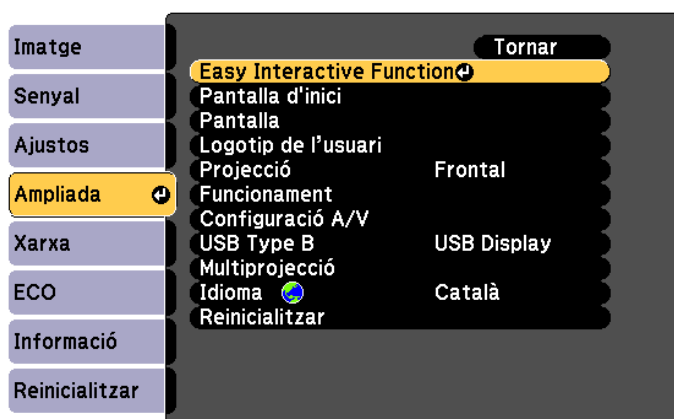 Imatge
Senyal
Ajustos
Ampliada
Xarxa
ECO
Informació
Reinicialitzar
Tornar
Easy Interactive Function
Pantalla d'inici
Pantalla
Logotip de l’usuari
Projecció Frontal
Funcionament
Configuració A/V
USB Type B USB Display
Multiprojecció
Idioma Català
Reinicialitzar